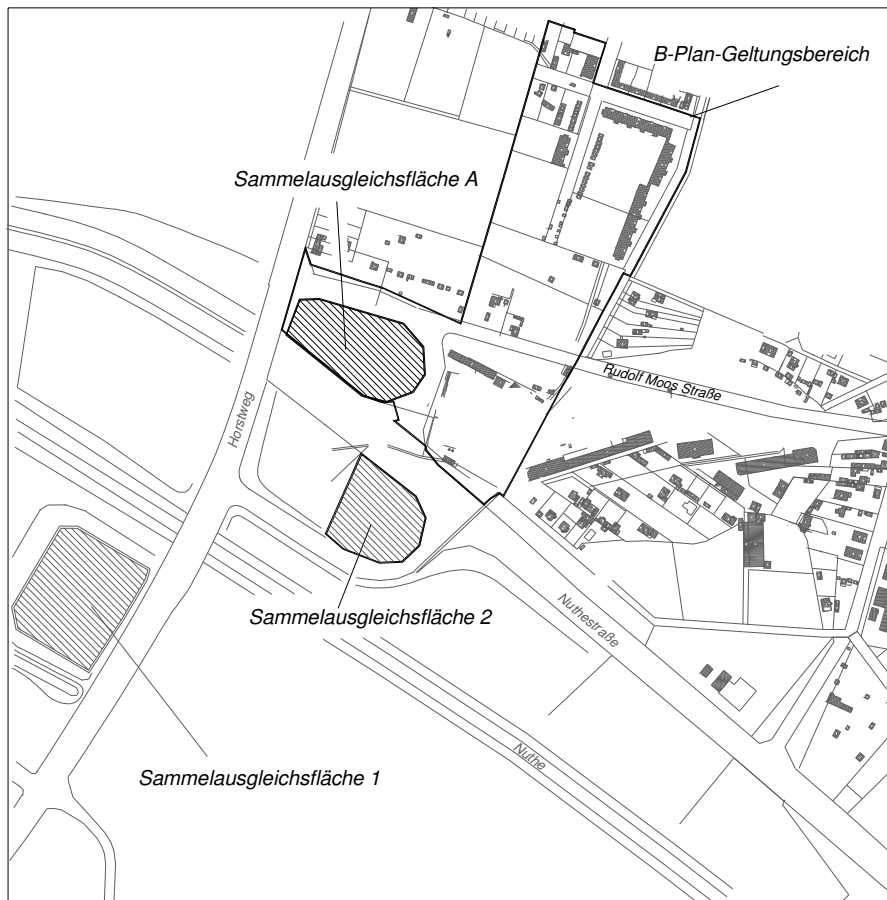 B-Plan-Geltungsbereich
Sammelausgleichsfläche A
Rudolf Moos Straße
Horstweg
Sammelausgleichsfläche 2
Nuthestraße
Nuthe
Sammelausgleichsfläche 1